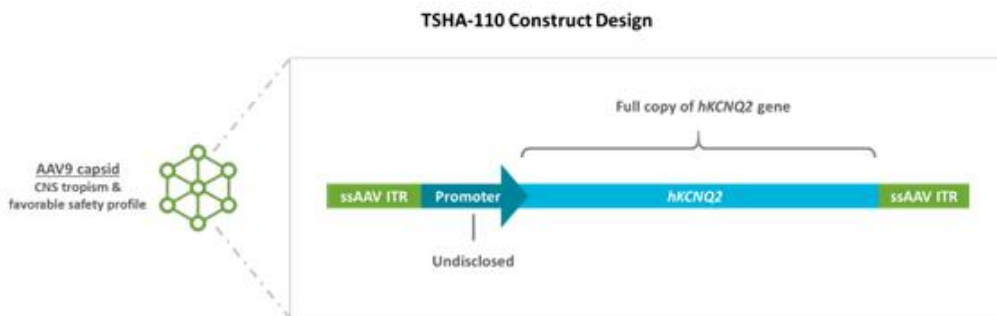 TSHA-110 Construct Design
Full copy of hKCNQ2 gene
AAV9 capsid
CNS tropism &
favorable safety profile
ssAAV ITR Promoter hKCNQ2 ssAAV ITR
Undisclosed